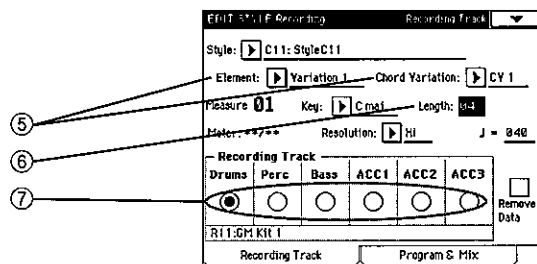 EDIT STYLE Recording Recording Track
Style: C11: StyleC11
Element: Variation 1 Chord Variation: CV 1
Measure 01 Key: C maj Length: 04
Meter: **/** Resolution: Hi ♩ = 040
Recording Track
Drums Perc Bass ACC1 ACC2 ACC3
Remove
Data
R11:GM Kit 1
Recording Track Program & Mix
⑤
⑥
⑦